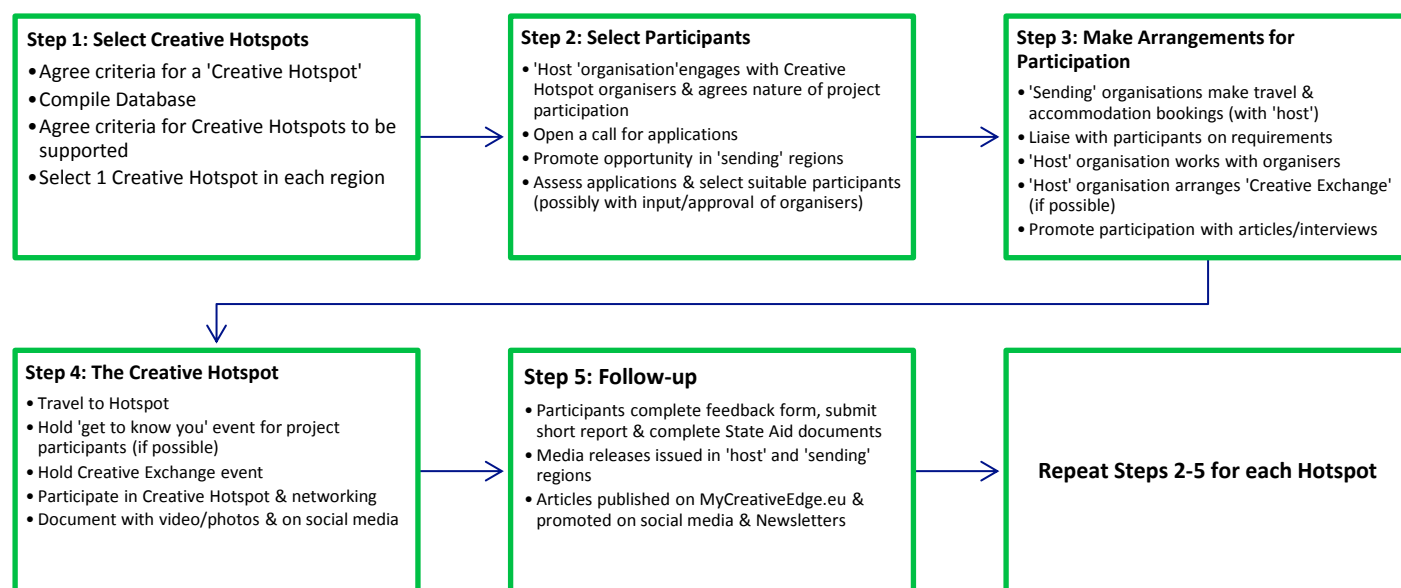 Step 1: Select Creative Hotspots
•Agree criteria for a 'Creative Hotspot'
•Compile Database
•Agree criteria for Creative Hotspots to be
supported
•Select 1 Creative Hotspot in each region
Step 2: Select Participants
•'Host 'organisation'engages with Creative
Hotspot organisers & agrees nature of project
participation
•Open a call for applications
•Promote opportunity in 'sending' regions
•Assess applications & select suitable participants
(possibly with input/approval of organisers)
Step 3: Make Arrangements for
Participation
•'Sending' organisations make travel &
accommodation bookings (with 'host')
•Liaise with participants on requirements
•'Host' organisation works with organisers
•'Host' organisation arranges 'Creative Exchange'
(if possible)
•Promote participation with articles/interviews
Step 4: The Creative Hotspot
•Travel to Hotspot
•Hold 'get to know you' event for project
participants (if possible)
•Hold Creative Exchange event
•Participate in Creative Hotspot & networking
•Document with video/photos & on social media
Step 5: Follow-up
•Participants complete feedback form, submit
short report & complete State Aid documents
•Media releases issued in 'host' and 'sending'
regions
•Articles published on MyCreativeEdge.eu &
promoted on social media & Newsletters
Repeat Steps 2-5 for each Hotspot